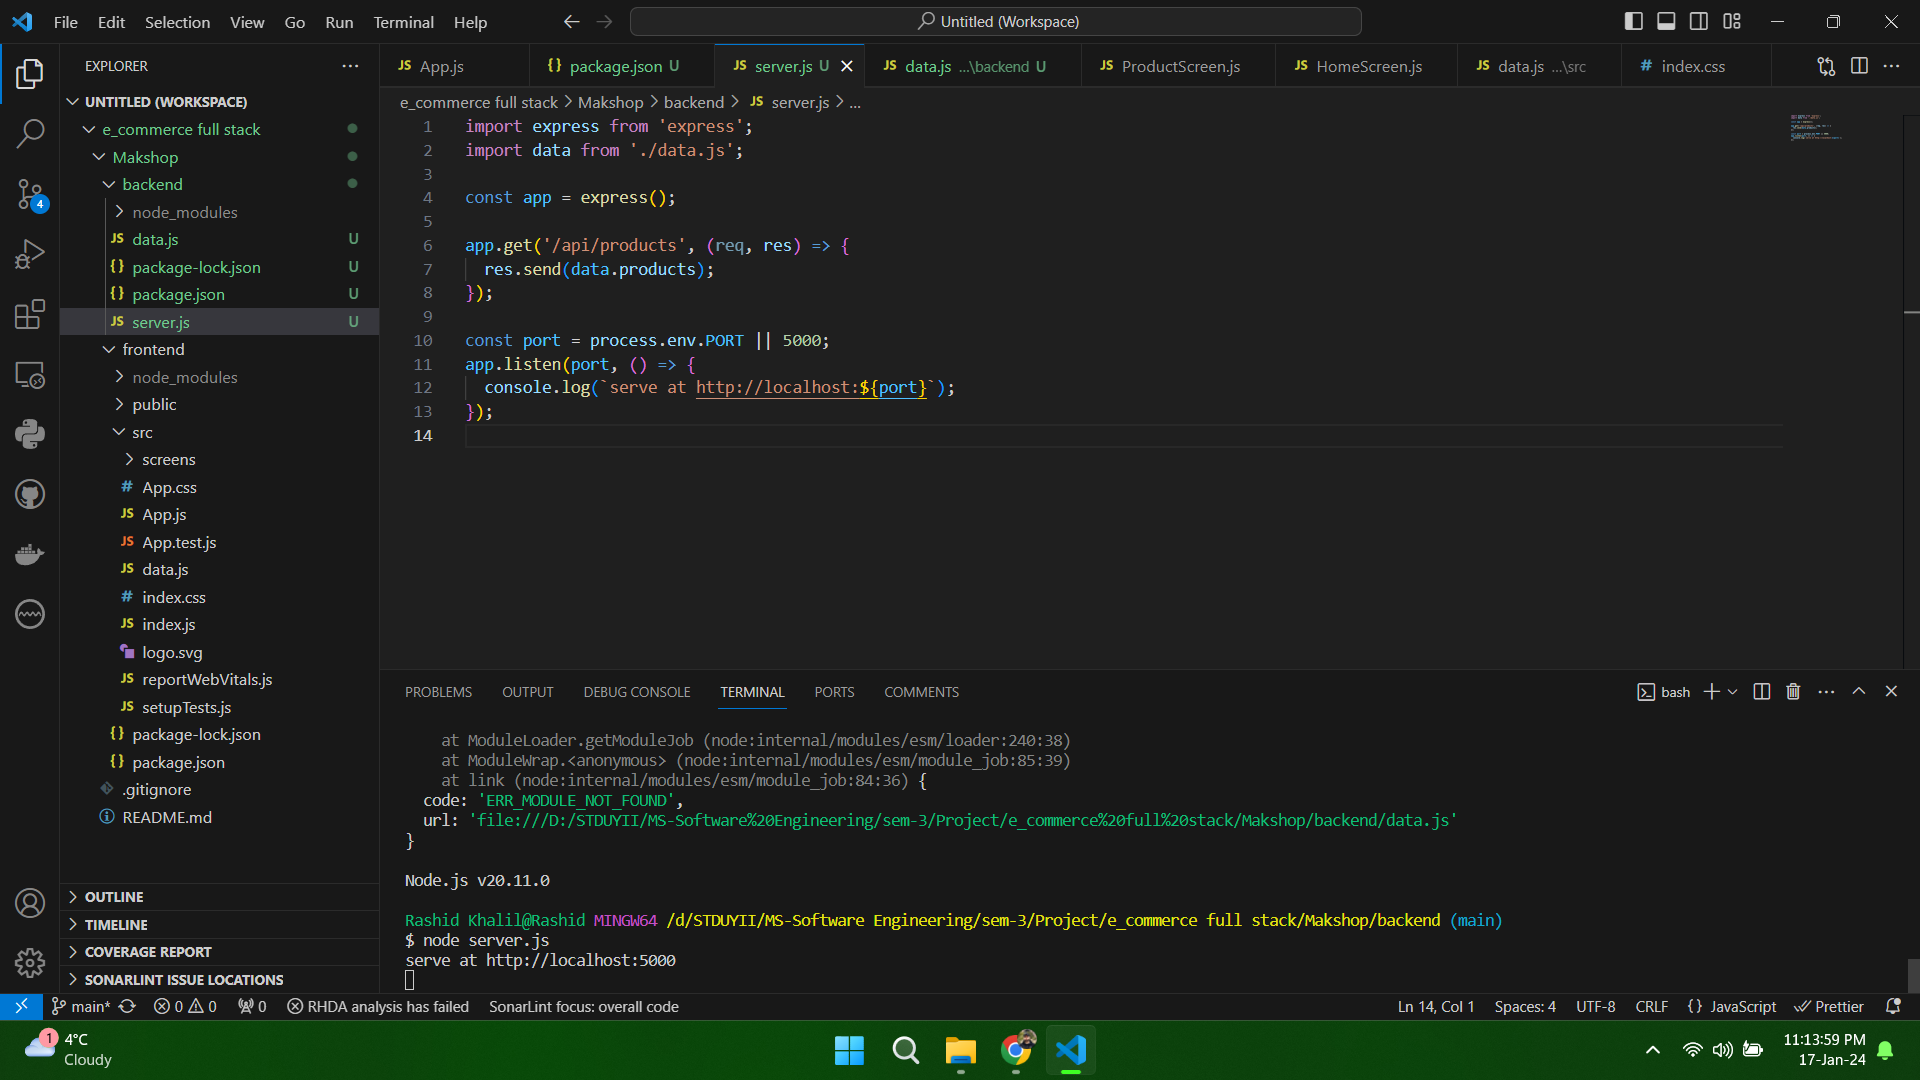 File Edit Selection View Go Run Terminal Help
Untitled (Workspace)
EXPLORER
App.js
package.json U
server.js U
data.js ...\backend U
ProductScreen.js
HomeScreen.js
data.js ...\src
index.css
UNTITLED (WORKSPACE)
e_commerce full stack
Makshop
backend
node_modules
data.js U
package-lock.json U
package.json U
server.js U
frontend
node_modules
public
src
screens
App.css
App.js
App.test.js
data.js
index.css
index.js
logo.svg
reportWebVitals.js
setupTests.js
package-lock.json
package.json
.gitignore
README.md
OUTLINE
TIMELINE
COVERAGE REPORT
SONARLINT ISSUE LOCATIONS
4
e_commerce full stack > Makshop > backend > JS server.js > ...
1 import express from 'express';
2 import data from './data.js';
3
4 const app = express();
5
6 app.get('/api/products', (req, res) => {
7 res.send(data.products);
8 });
9
10 const port = process.env.PORT || 5000;
11 app.listen(port, () => {
12 console.log(`serve at http://localhost:${port}`);
13 });
14
PROBLEMS OUTPUT DEBUG CONSOLE TERMINAL PORTS COMMENTS
bash
at ModuleLoader.getModuleJob (node:internal/modules/esm/loader:240:38)
at ModuleWrap.<anonymous> (node:internal/modules/esm/module_job:85:39)
at link (node:internal/modules/esm/module_job:84:36) {
code: 'ERR_MODULE_NOT_FOUND',
url: 'file:///D:/STDUYII/MS-Software%20Engineering/sem-3/Project/e_commerce%20full%20stack/Makshop/backend/data.js'
}
Node.js v20.11.0
Rashid Khalil@Rashid MINGW64 /d/STDUYII/MS-Software Engineering/sem-3/Project/e_commerce full stack/Makshop/backend (main)
$ node server.js
serve at http://localhost:5000
main* 0 0 0 RHDA analysis has failed SonarLint focus: overall code
Ln 14, Col 1 Spaces: 4 UTF-8 CRLF {} JavaScript Prettier
1
4°C
Cloudy
11:13:59 PM
17-Jan-24